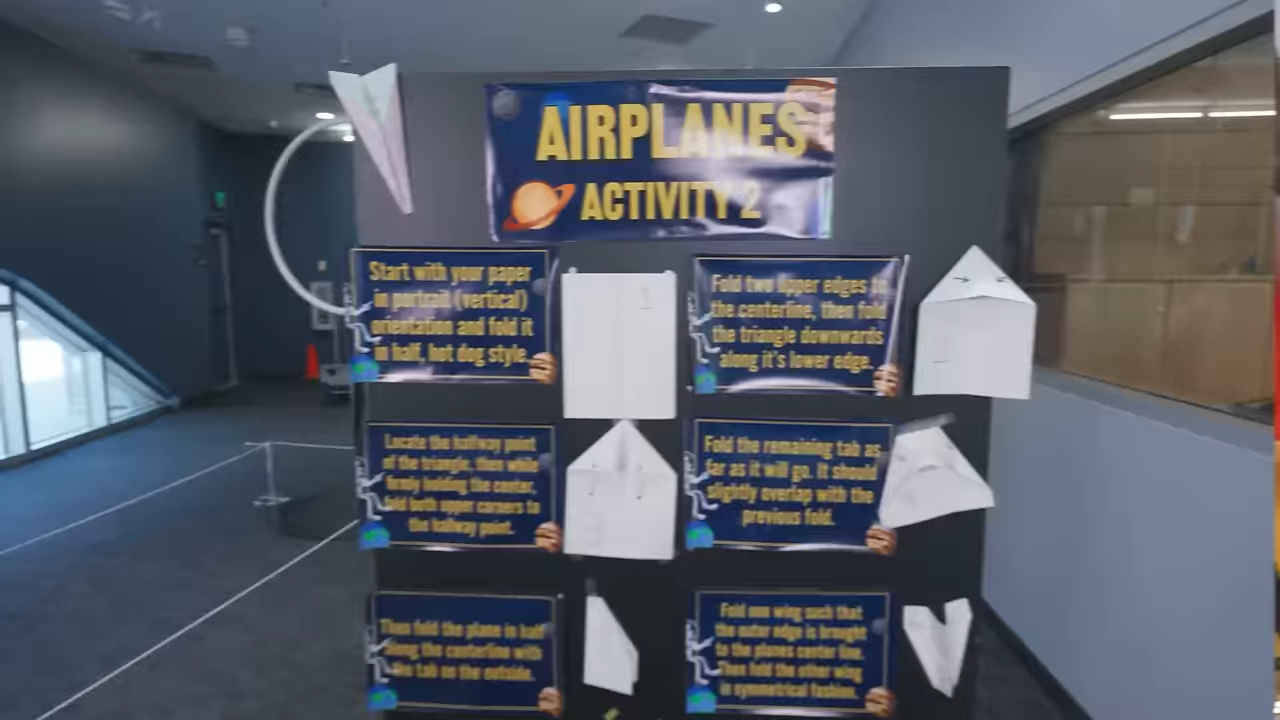 AIRPLANES
ACTIVITY 2
Start with your paper
in portrait (vertical)
orientation and fold it
in half, hot dog style.
1
Fold two upper edges to
the centerline, then fold
the triangle downwards
along it's lower edge.
Locate the halfway point
of the triangle, then while
firmly holding the center,
fold both upper corners to
the halfway point.
Fold the remaining tab as
far as it will go. It should
slightly overlap with the
previous fold.
Then fold the plane in half
along the centerline with
the tab on the outside.
Fold one wing such that
the outer edge is brought
to the planes center line.
Then fold the other wing
in symmetrical fashion.